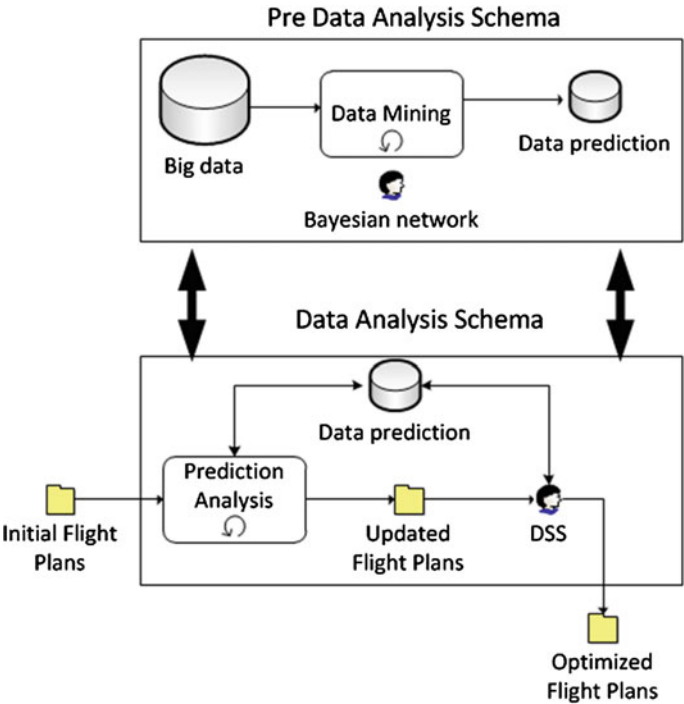 Pre Data Analysis Schema
Data Mining
Big data
Data prediction
Bayesian network
Data Analysis Schema
Data prediction
Prediction
Analysis
Initial Flight
Plans
Updated
Flight Plans
DSS
Optimized
Flight Plans